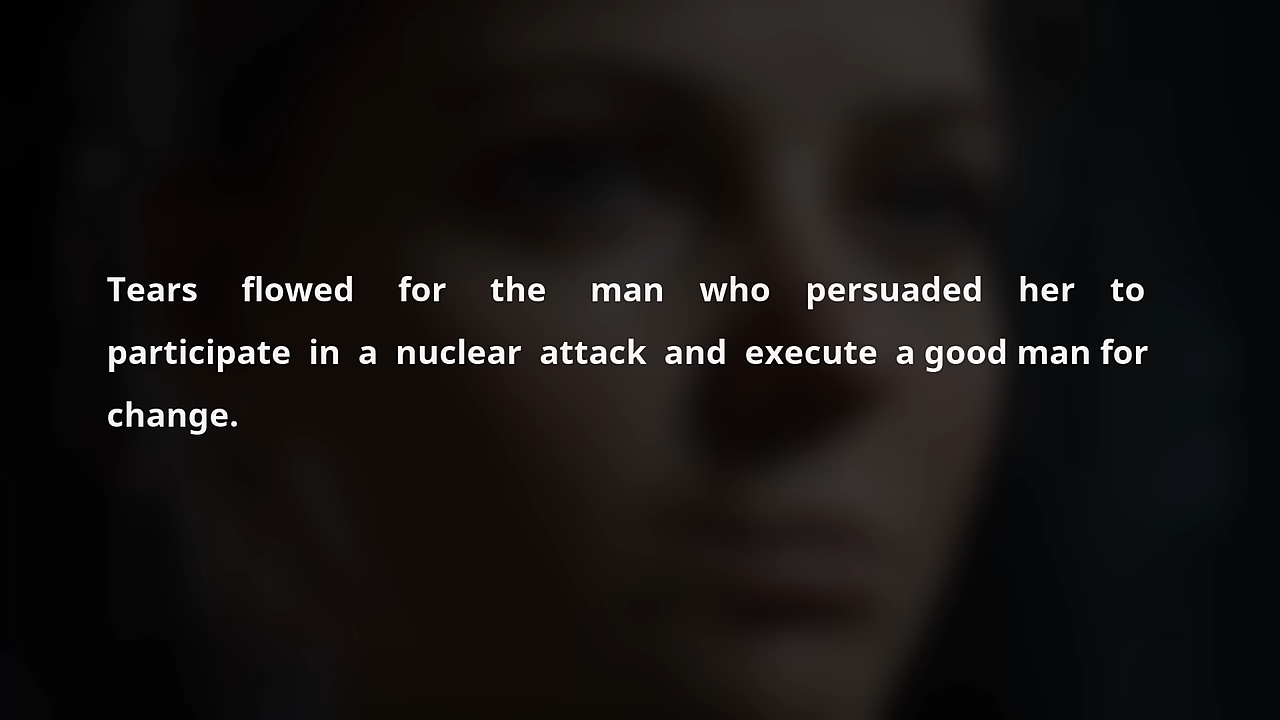 Tears flowed for the man who persuaded her to
participate in a nuclear attack and execute a good man for
change.